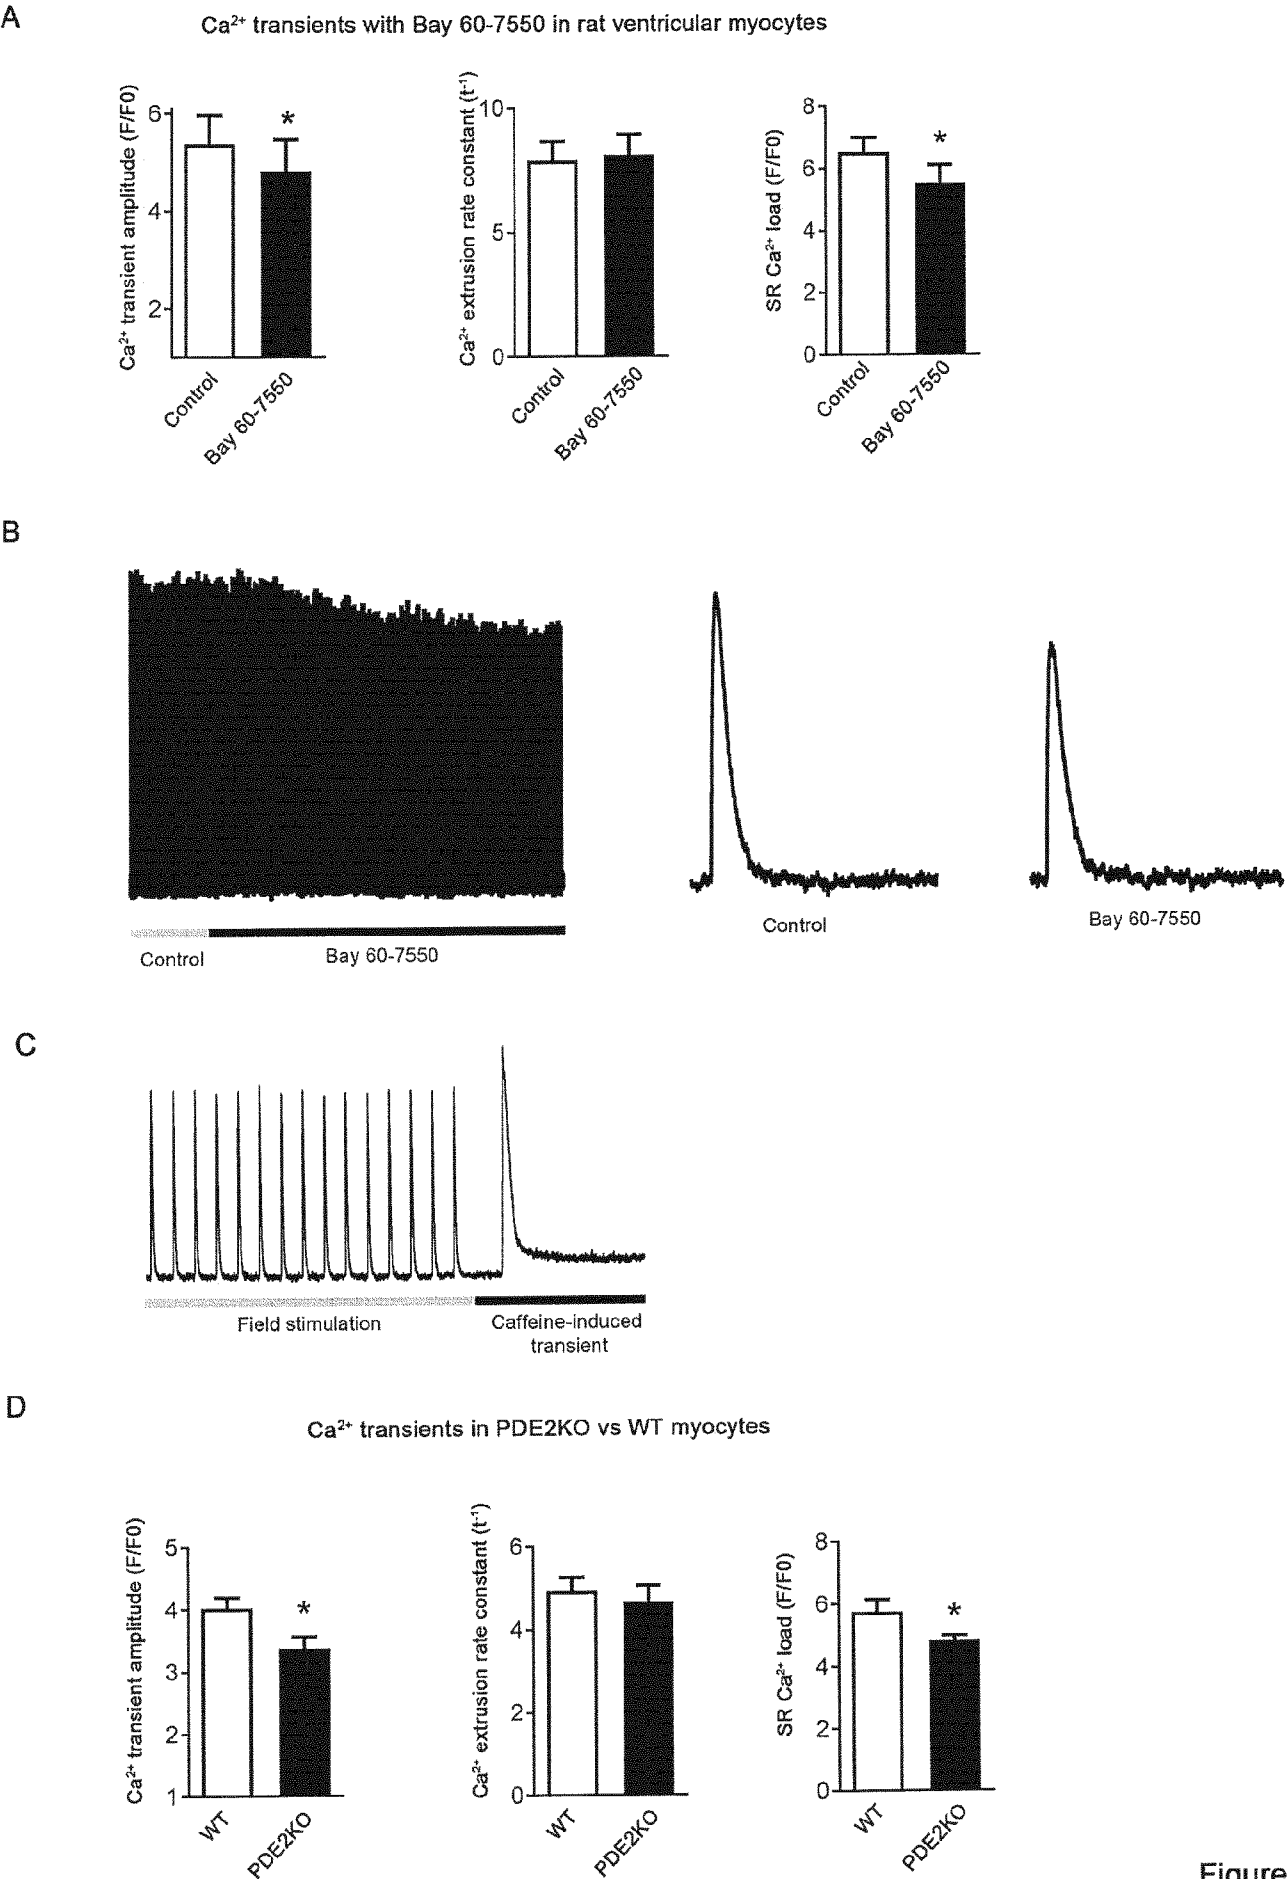 A
Ca²⁺ transients with Bay 60-7550 in rat ventricular myocytes
Ca²⁺ transient amplitude (F/F0)
6
4
2
Control
Bay 60-7550
Ca²⁺ extrusion rate constant (t⁻¹)
10
5
0
Control
Bay 60-7550
SR Ca²⁺ load (F/F0)
8
6
4
2
0
Control
Bay 60-7550
*
*
B
Control
Bay 60-7550
Control
Bay 60-7550
C
Field stimulation
Caffeine-induced
transient
D
Ca²⁺ transients in PDE2KO vs WT myocytes
Ca²⁺ transient amplitude (F/F0)
5
4
3
2
1
WT
PDE2KO
Ca²⁺ extrusion rate constant (t⁻¹)
6
4
2
0
WT
PDE2KO
SR Ca²⁺ load (F/F0)
8
6
4
2
0
WT
PDE2KO
*
*
Figure